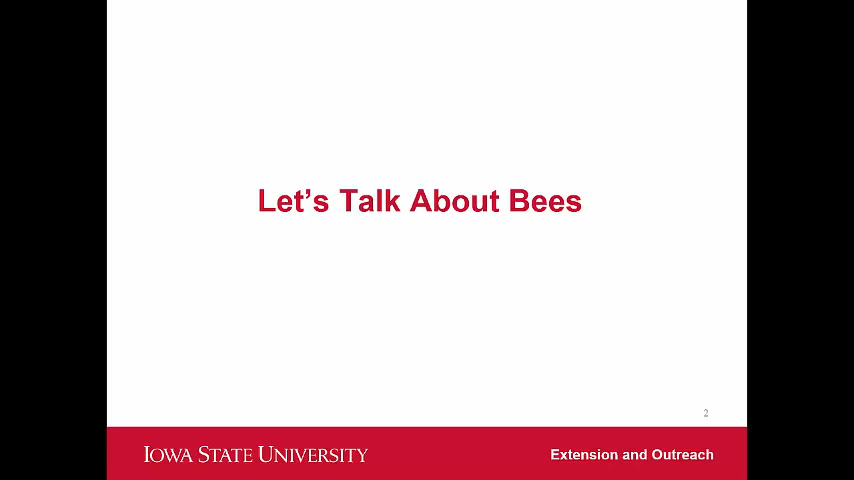 Let's Talk About Bees
2
IOWA STATE UNIVERSITY
Extension and Outreach